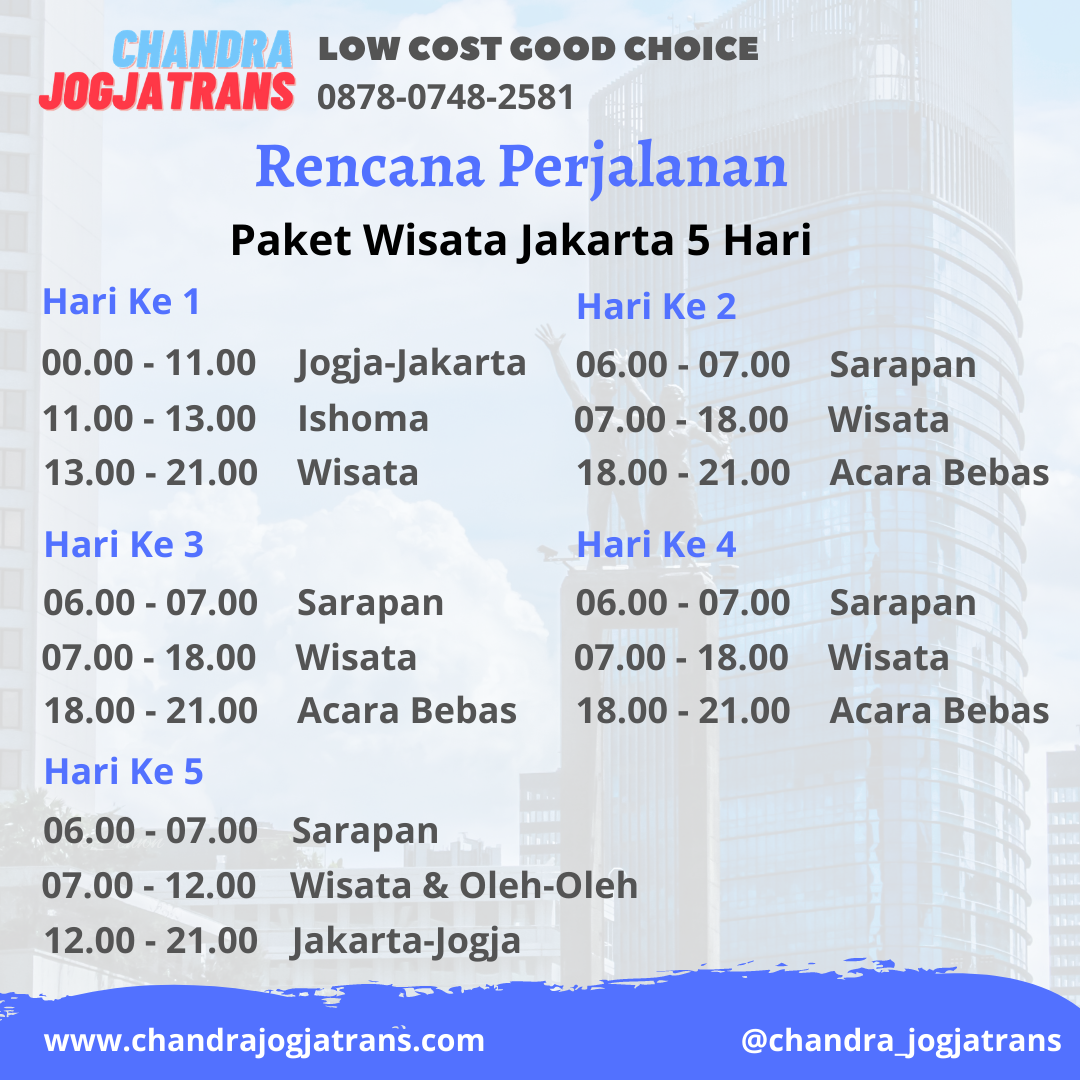 CHANDRA
JOGJATRANS
LOW COST GOOD CHOICE
0878-0748-2581
Rencana Perjalanan
Paket Wisata Jakarta 5 Hari
Hari Ke 1
00.00 - 11.00 Jogja-Jakarta
11.00 - 13.00 Ishoma
13.00 - 21.00 Wisata
Hari Ke 2
06.00 - 07.00 Sarapan
07.00 - 18.00 Wisata
18.00 - 21.00 Acara Bebas
Hari Ke 3
06.00 - 07.00 Sarapan
07.00 - 18.00 Wisata
18.00 - 21.00 Acara Bebas
Hari Ke 4
06.00 - 07.00 Sarapan
07.00 - 18.00 Wisata
18.00 - 21.00 Acara Bebas
Hari Ke 5
06.00 - 07.00 Sarapan
07.00 - 12.00 Wisata & Oleh-Oleh
12.00 - 21.00 Jakarta-Jogja
www.chandrajogjatrans.com
@chandra_jogjatrans